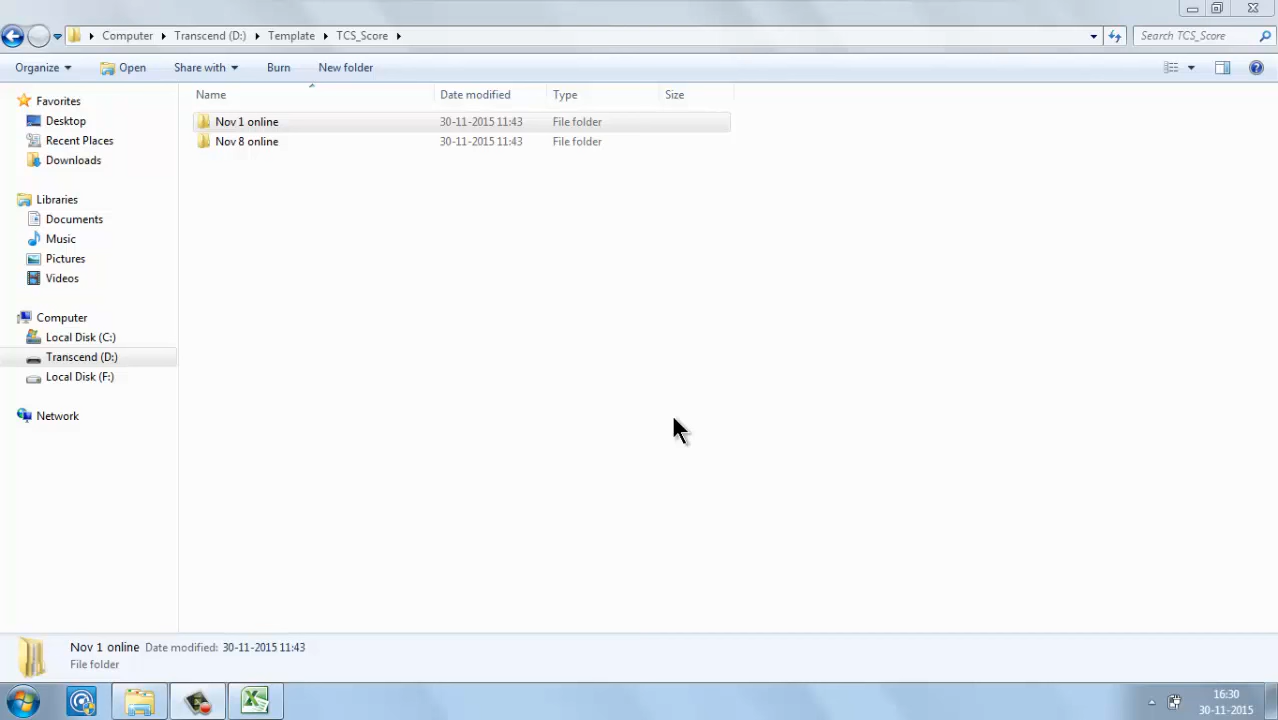 Computer Transcend (D:) Template TCS_Score Search TCS_Score
Organize Open Share with Burn New folder
Name Date modified Type Size
Favorites
Desktop
Recent Places
Downloads
Libraries
Documents
Music
Pictures
Videos
Computer
Local Disk (C:)
Transcend (D:)
Local Disk (F:)
Network
Nov 1 online 30-11-2015 11:43 File folder
Nov 8 online 30-11-2015 11:43 File folder
Nov 1 online Date modified: 30-11-2015 11:43
File folder
16:30
30-11-2015